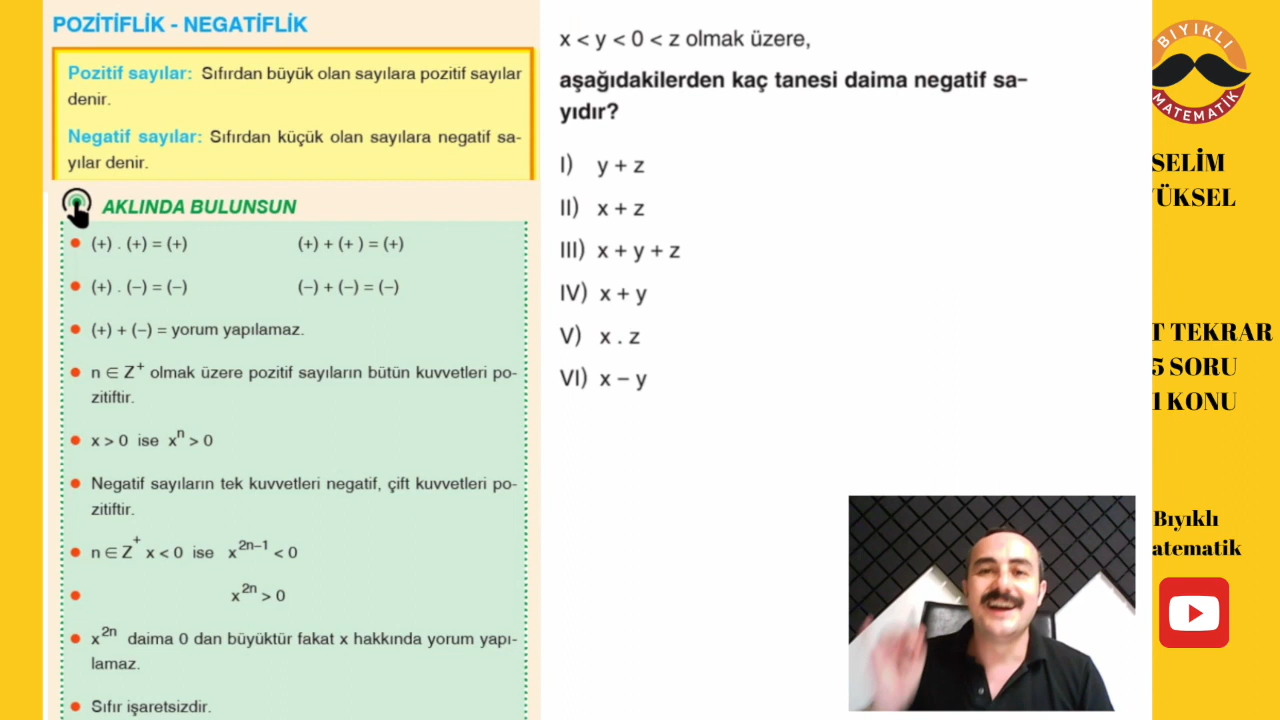 POZİTİFLİK - NEGATİFLİK
Pozitif sayılar: Sıfırdan büyük olan sayılara pozitif sayılar
denir.
Negatif sayılar: Sıfırdan küçük olan sayılara negatif sa-
yılar denir.
AKLINDA BULUNSUN
(+) . (+) = (+) (+) + (+ ) = (+)
(+) . (–) = (–) (–) + (–) = (–)
(+) + (–) = yorum yapılamaz.
n ∈ Z⁺ olmak üzere pozitif sayıların bütün kuvvetleri po-
zitiftir.
x > 0 ise xⁿ > 0
Negatif sayıların tek kuvvetleri negatif, çift kuvvetleri po-
zitiftir.
n ∈ Z⁺ x < 0 ise x²ⁿ⁻¹ < 0
x²ⁿ > 0
x²ⁿ daima 0 dan büyüktür fakat x hakkında yorum yapı-
lamaz.
Sıfır işaretsizdir.
x < y < 0 < z olmak üzere,
aşağıdakilerden kaç tanesi daima negatif sa-
yıdır?
I) y + z
II) x + z
III) x + y + z
IV) x + y
V) x . z
VI) x – y
BIYIKLI
MATEMATİK
SELİM
ÜKSEL
T TEKRAR
5 SORU
1 KONU
Bıyıklı
atematik